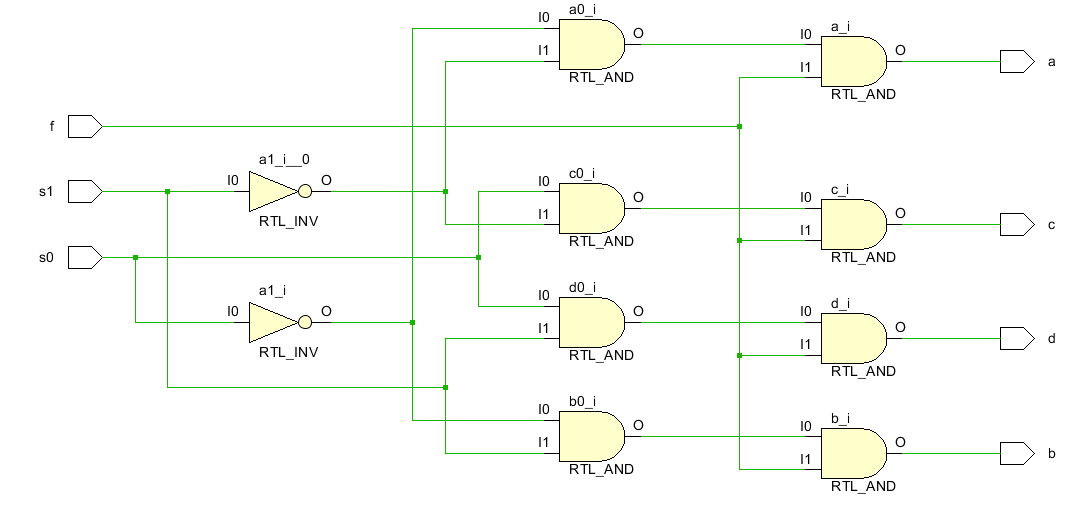 a0_i
I0
O
I1
RTL_AND
a_i
I0
O
I1
RTL_AND
a
f
a1_i__0
I0
O
RTL_INV
s1
s0
a1_i
I0
O
RTL_INV
c0_i
I0
O
I1
RTL_AND
c_i
I0
O
I1
RTL_AND
c
d0_i
I0
O
I1
RTL_AND
d_i
I0
O
I1
RTL_AND
d
b0_i
I0
O
I1
RTL_AND
b_i
I0
O
I1
RTL_AND
b